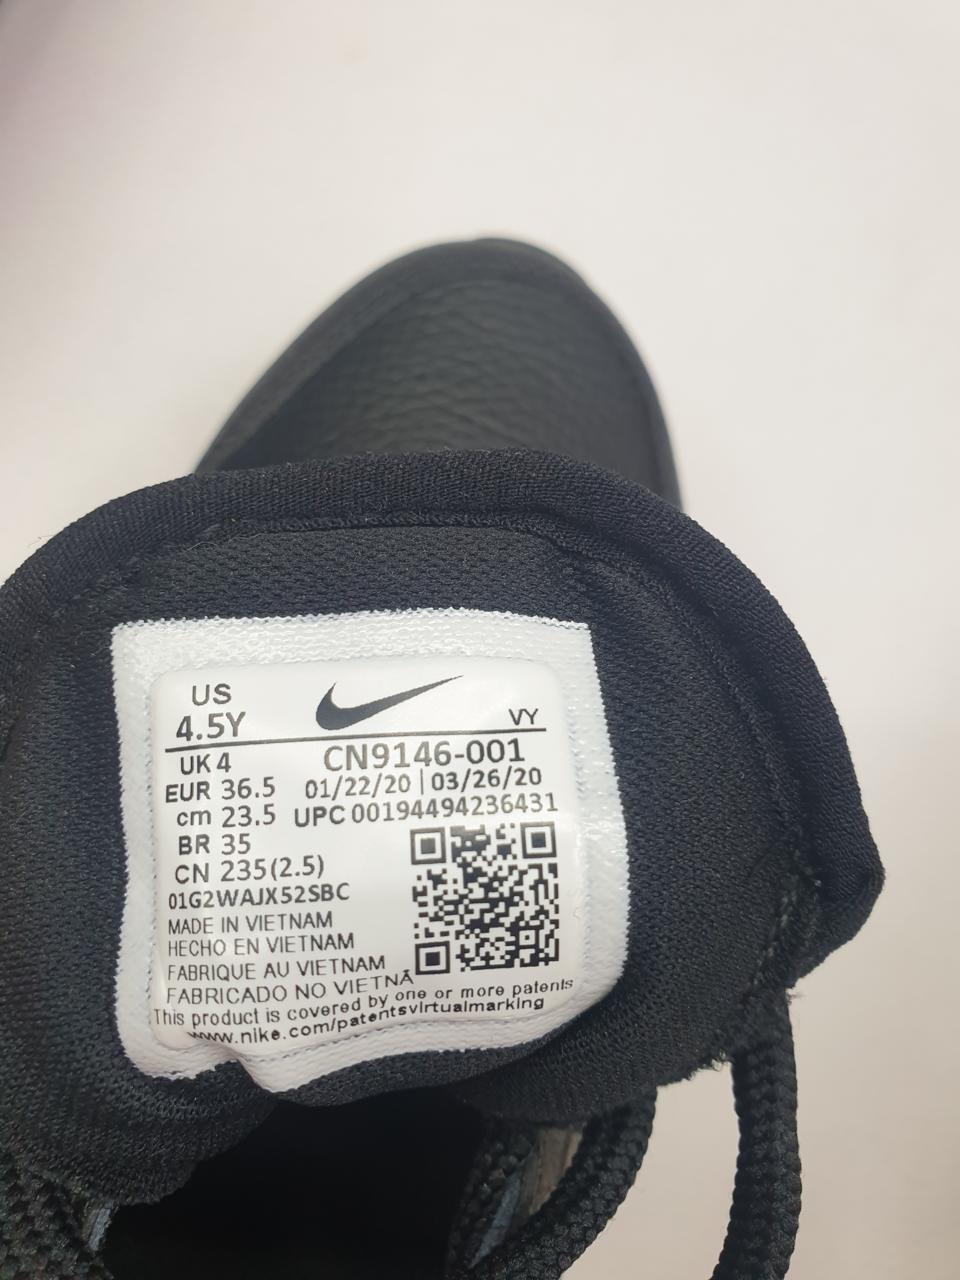 US
4.5Y
VY
UK 4
CN9146-001
EUR 36.5
01/22/20 | 03/26/20
cm 23.5
UPC 00194494236431
BR 35
CN 235(2.5)
01G2WAJX52SBC
MADE IN VIETNAM
HECHO EN VIETNAM
FABRIQUE AU VIETNAM
FABRICADO NO VIETNÃ
This product is covered by one or more patents
www.nike.com/patentsvirtualmarking